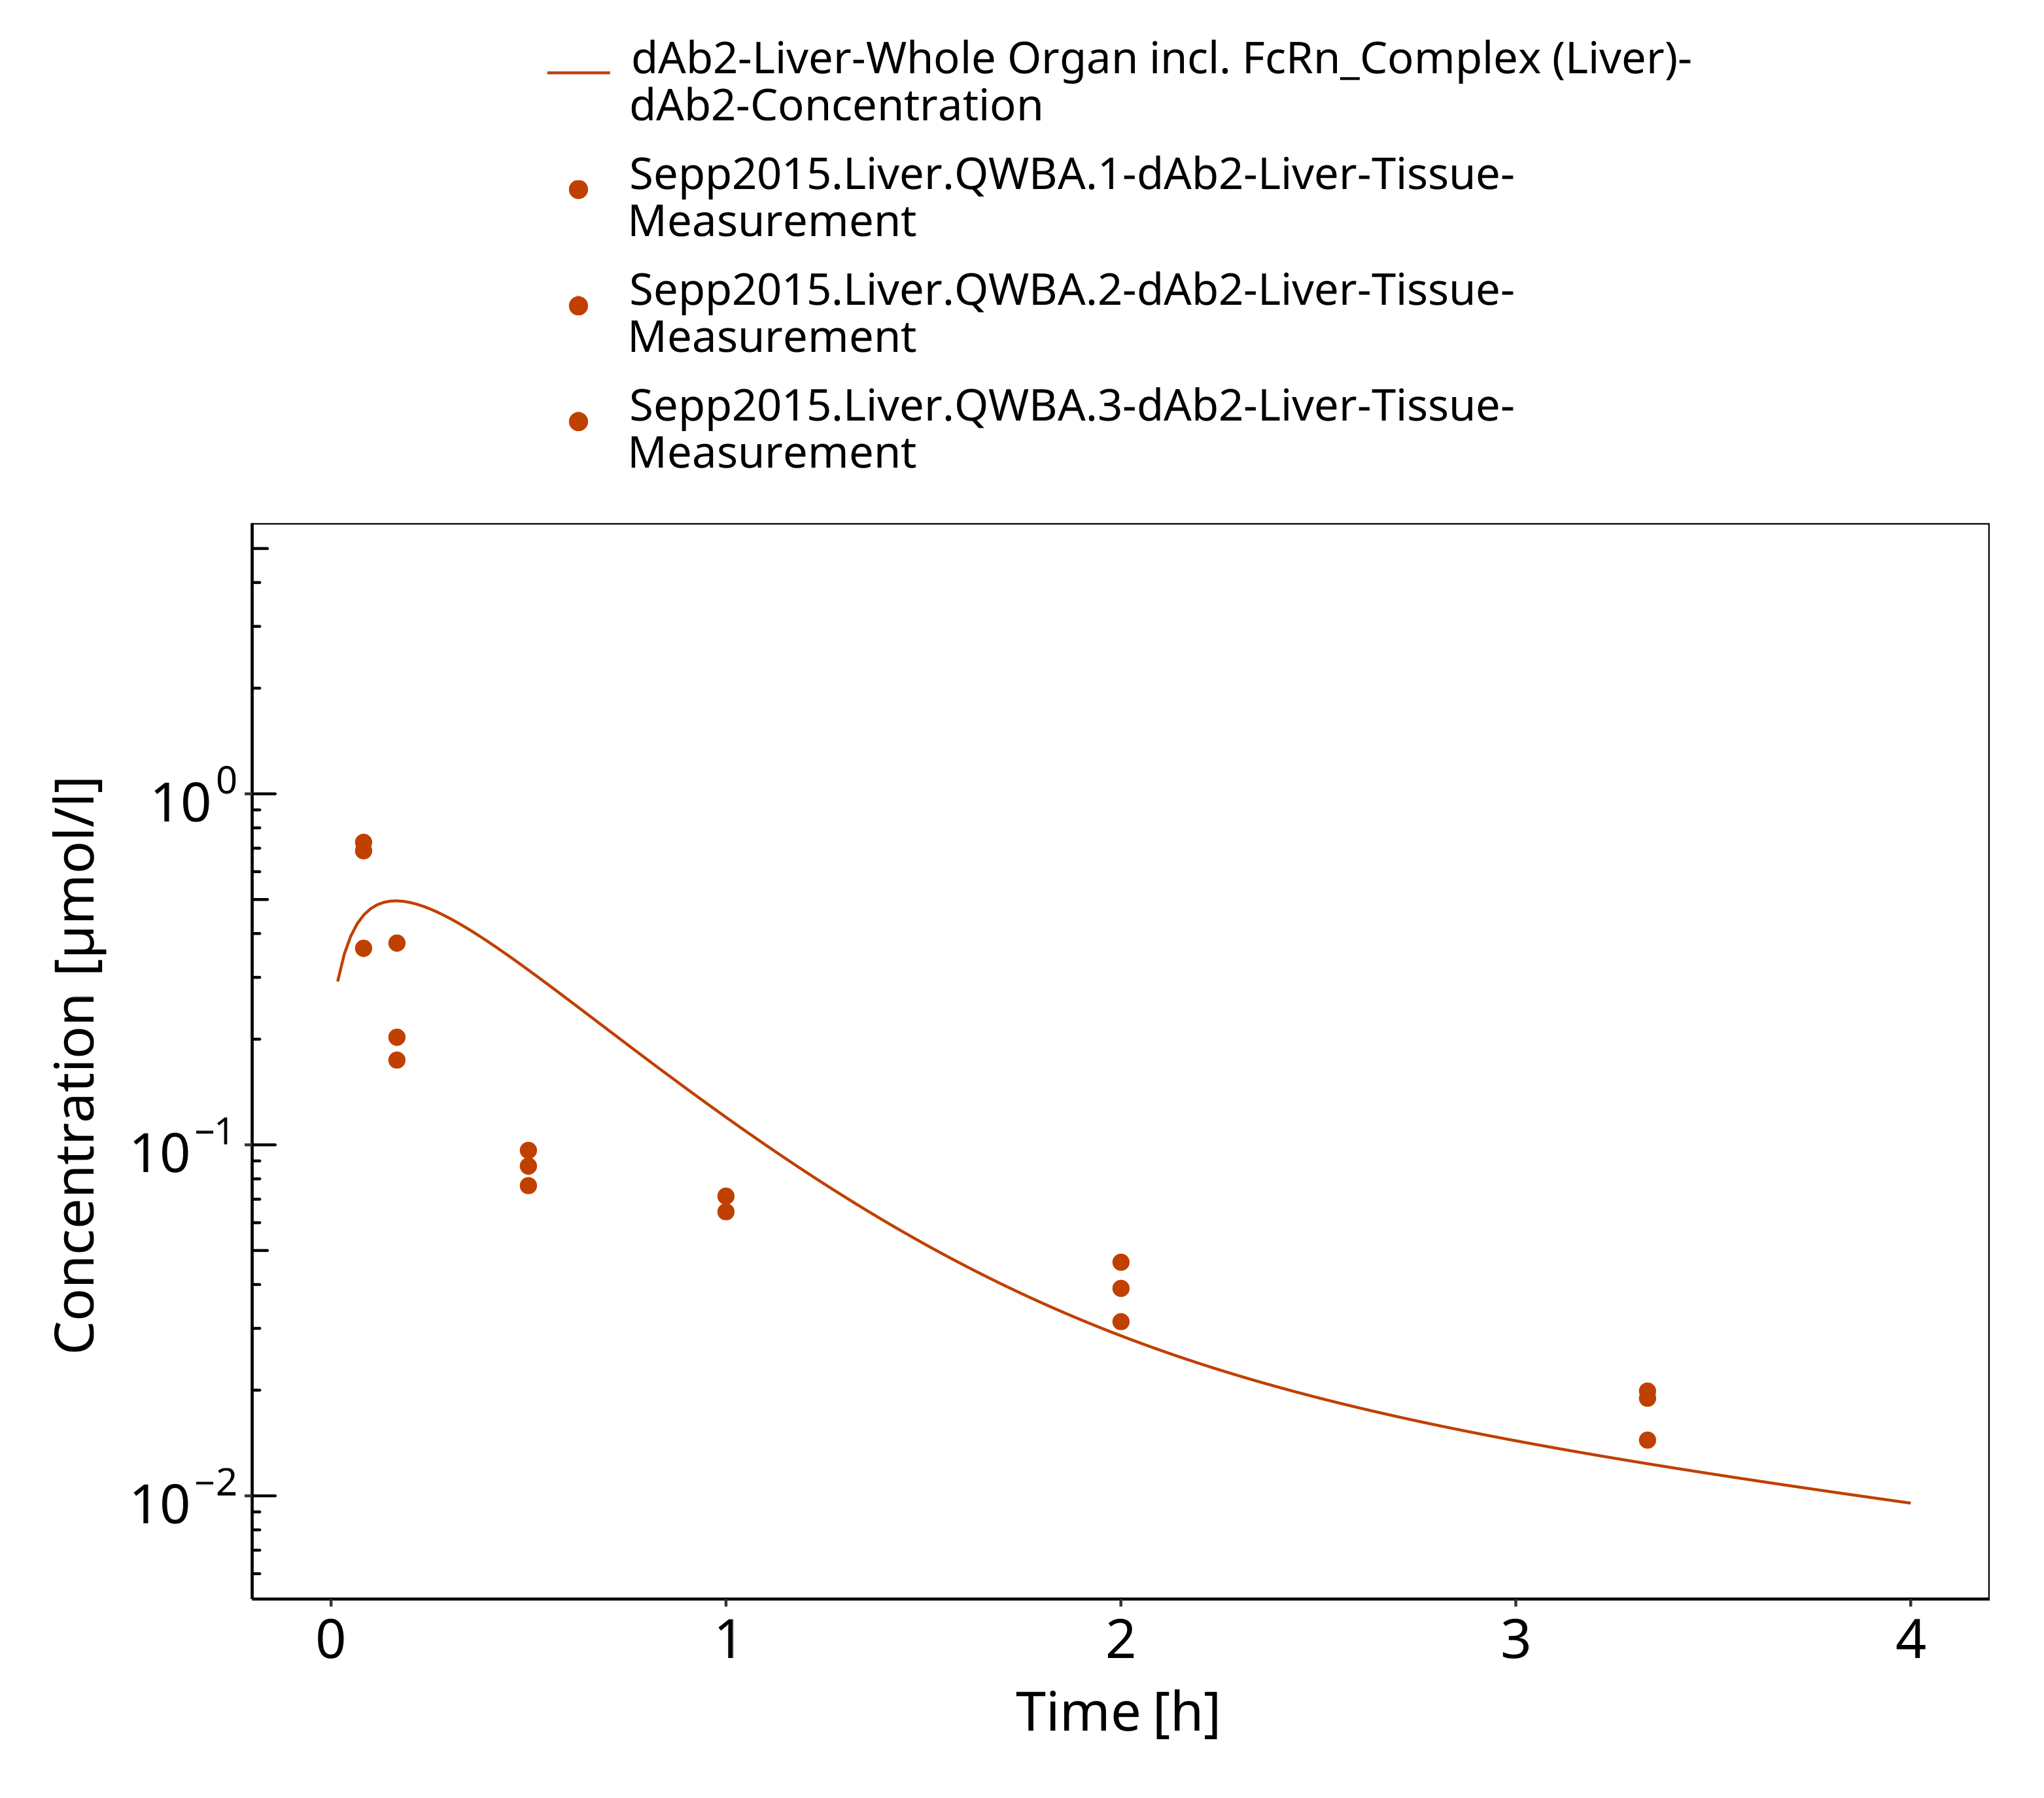 dAb2-Liver-Whole Organ incl. FcRn_Complex (Liver)-
dAb2-Concentration
Sepp2015.Liver.QWBA.1-dAb2-Liver-Tissue-
Measurement
Sepp2015.Liver.QWBA.2-dAb2-Liver-Tissue-
Measurement
Sepp2015.Liver.QWBA.3-dAb2-Liver-Tissue-
Measurement
Concentration [µmol/l]
10⁰
10⁻¹
10⁻²
0 1 2 3 4
Time [h]